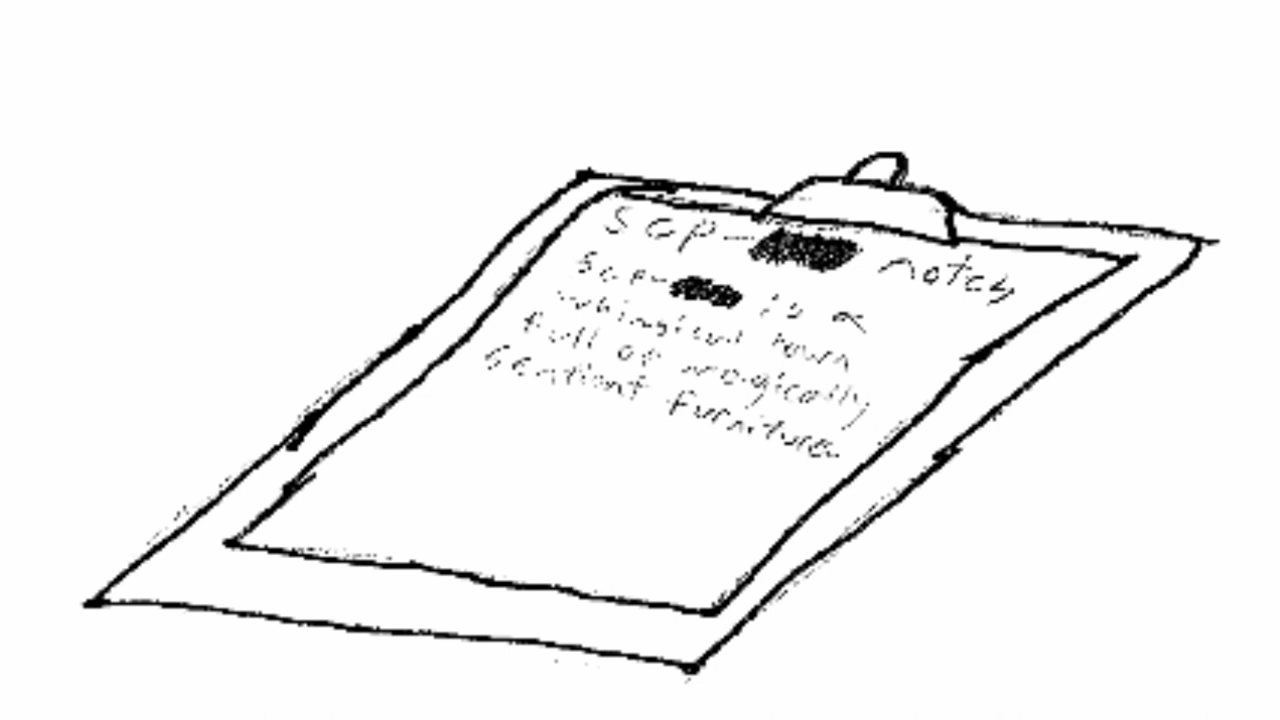 SCP-███ notes
SCP-███ is a
whimsical town
full of magically
sentient furniture